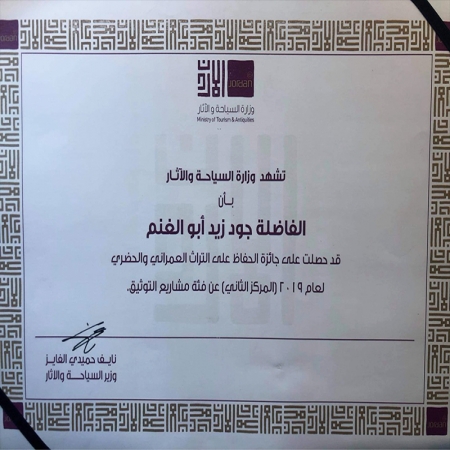 الأردن
JORDAN
وزارة السياحة والآثار
Ministry of Tourism & Antiquities
تشهد وزارة السياحة والآثار
بأن
الفاضلة جود زيد أبو الغنم
قد حصلت على جائزة الحفاظ على التراث العمراني والحضري
لعام ٢٠١٩ (المركز الثاني) عن فئة مشاريع التوثيق.
نايف حميدي الفايز
وزير السياحة والآثار